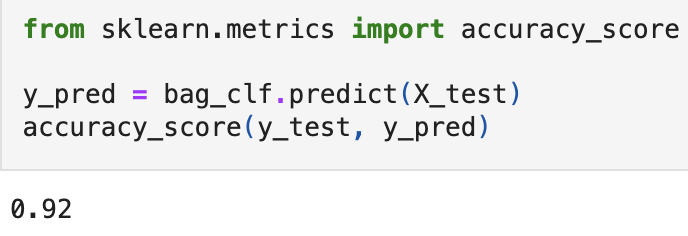 from sklearn.metrics import accuracy_score
y_pred = bag_clf.predict(X_test)
accuracy_score(y_test, y_pred)
0.92